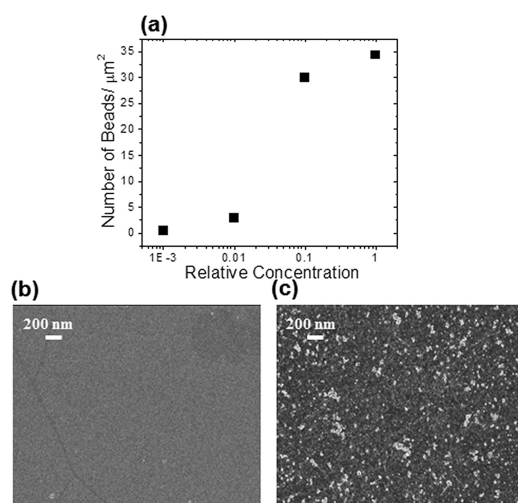 (a)
Number of Beads/ μm²
35
30
25
20
15
10
5
0
1E-3 0.01 0.1 1
Relative Concentration
(b) (c)
200 nm 200 nm